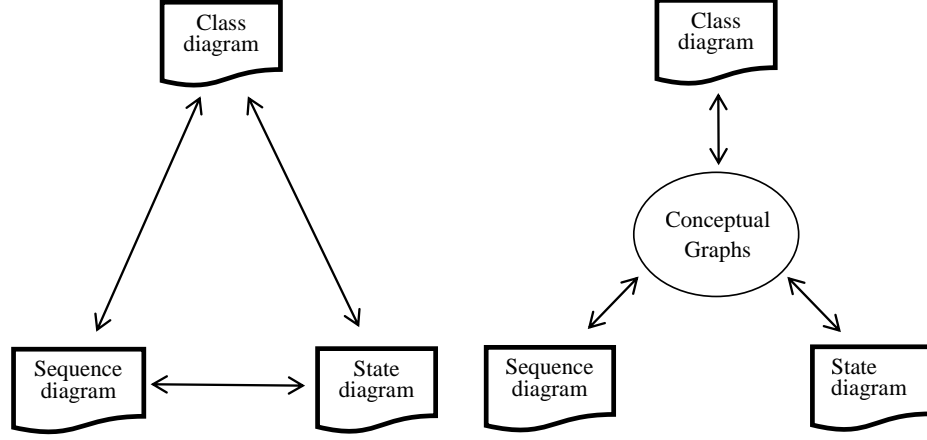 Class
diagram
Sequence
diagram
State
diagram
Class
diagram
Conceptual
Graphs
Sequence
diagram
State
diagram